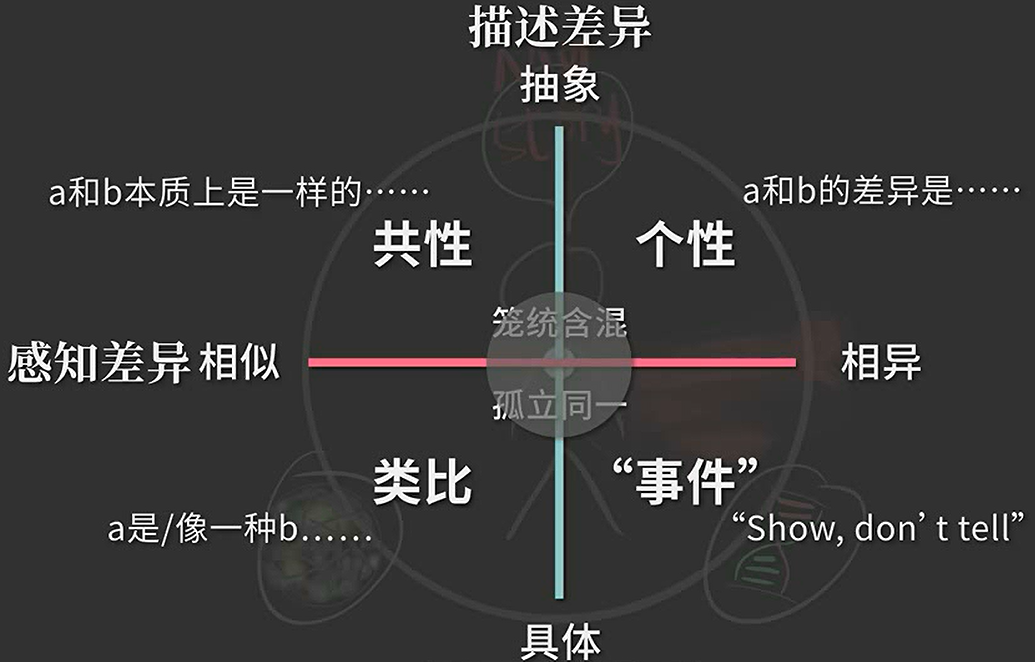 描述差异
抽象
a和b本质上是一样的……
a和b的差异是……
共性
个性
笼统含混
感知差异
相似
相异
孤立同一
类比
“事件”
a是/像一种b……
“Show, don’t tell”
具体